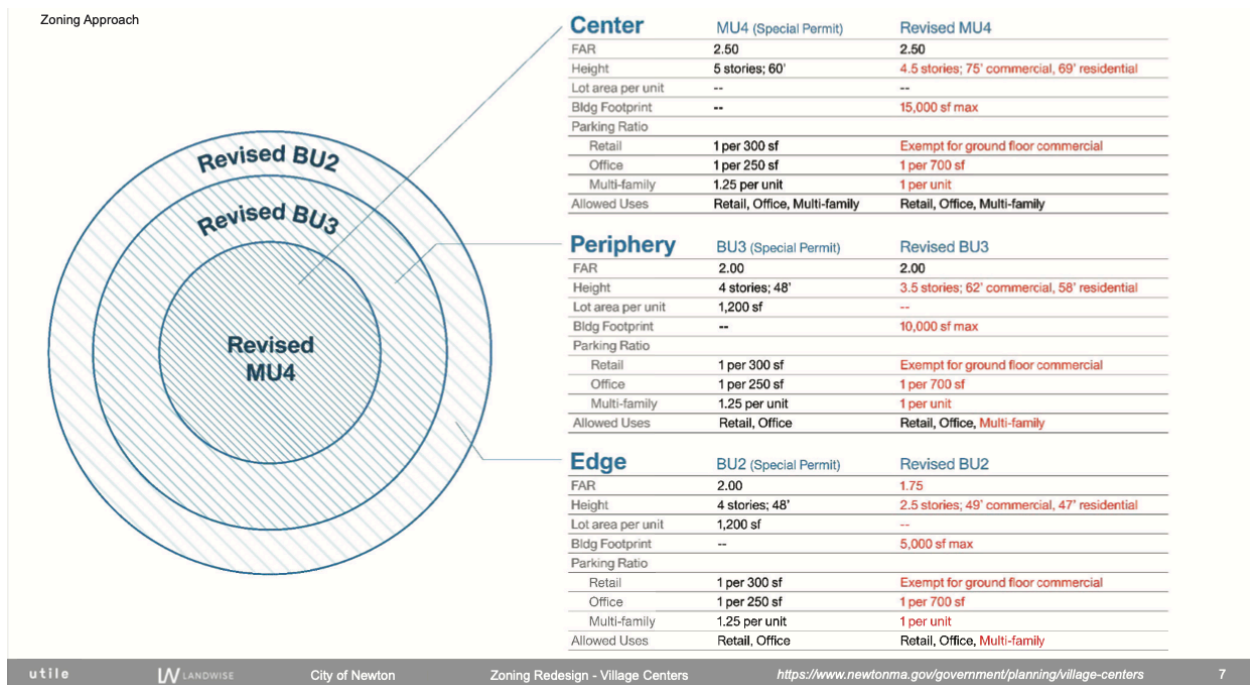 Zoning Approach
Revised BU2
Revised BU3
Revised
MU4
Center MU4 (Special Permit) Revised MU4
FAR 2.50 2.50
Height 5 stories; 60' 4.5 stories; 75' commercial, 69' residential
Lot area per unit -- --
Bldg Footprint -- 15,000 sf max
Parking Ratio
Retail 1 per 300 sf Exempt for ground floor commercial
Office 1 per 250 sf 1 per 700 sf
Multi-family 1.25 per unit 1 per unit
Allowed Uses Retail, Office, Multi-family Retail, Office, Multi-family
Periphery BU3 (Special Permit) Revised BU3
FAR 2.00 2.00
Height 4 stories; 48' 3.5 stories; 62' commercial, 58' residential
Lot area per unit 1,200 sf --
Bldg Footprint -- 10,000 sf max
Parking Ratio
Retail 1 per 300 sf Exempt for ground floor commercial
Office 1 per 250 sf 1 per 700 sf
Multi-family 1.25 per unit 1 per unit
Allowed Uses Retail, Office Retail, Office, Multi-family
Edge BU2 (Special Permit) Revised BU2
FAR 2.00 1.75
Height 4 stories; 48' 2.5 stories; 49' commercial, 47' residential
Lot area per unit 1,200 sf --
Bldg Footprint -- 5,000 sf max
Parking Ratio
Retail 1 per 300 sf Exempt for ground floor commercial
Office 1 per 250 sf 1 per 700 sf
Multi-family 1.25 per unit 1 per unit
Allowed Uses Retail, Office Retail, Office, Multi-family
utile LANDWISE City of Newton Zoning Redesign - Village Centers https://www.newtonma.gov/government/planning/village-centers 7